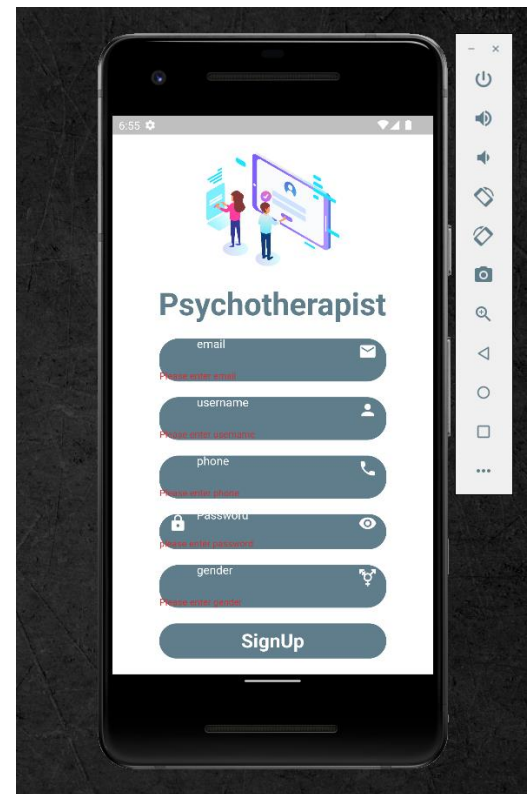 6:55
Psychotherapist
email
Please enter email
username
Please enter username
phone
Please enter phone
Password
please enter password
gender
Please enter gender
SignUp